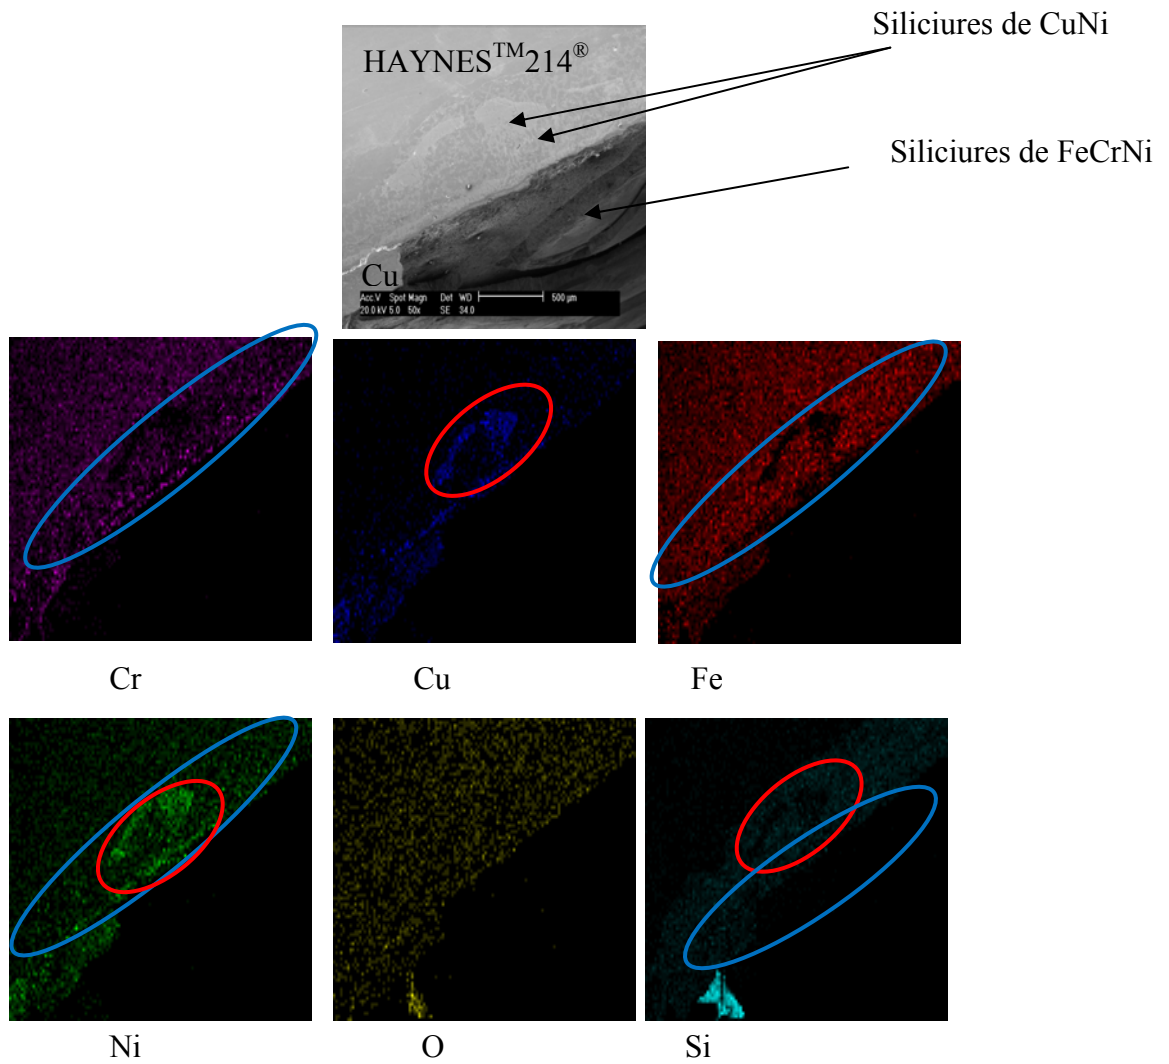 Siliciures de CuNi
HAYNES™214®
Siliciures de FeCrNi
Cu
Acc.V Spot Magn Det WD 500 µm
20.0 kV 5.0 50x SE 34.0
Cr Cu Fe
Ni O Si